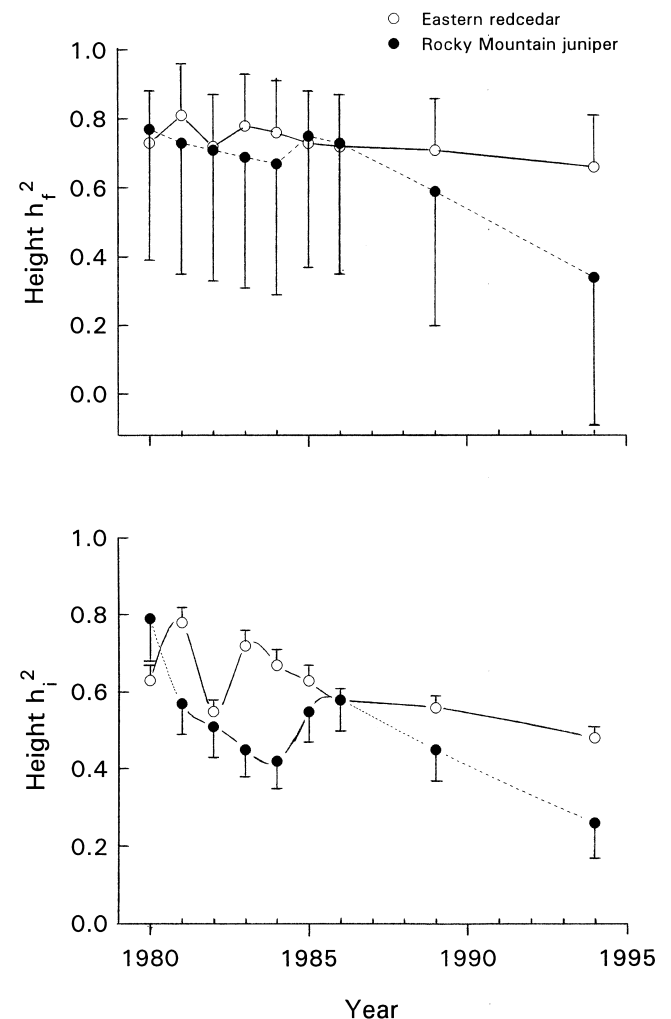 Eastern redcedar
Rocky Mountain juniper
1.0
0.8
0.6
0.4
0.2
0.0
Height h_f^2
1.0
0.8
0.6
0.4
0.2
0.0
Height h_i^2
1980 1985 1990 1995
Year